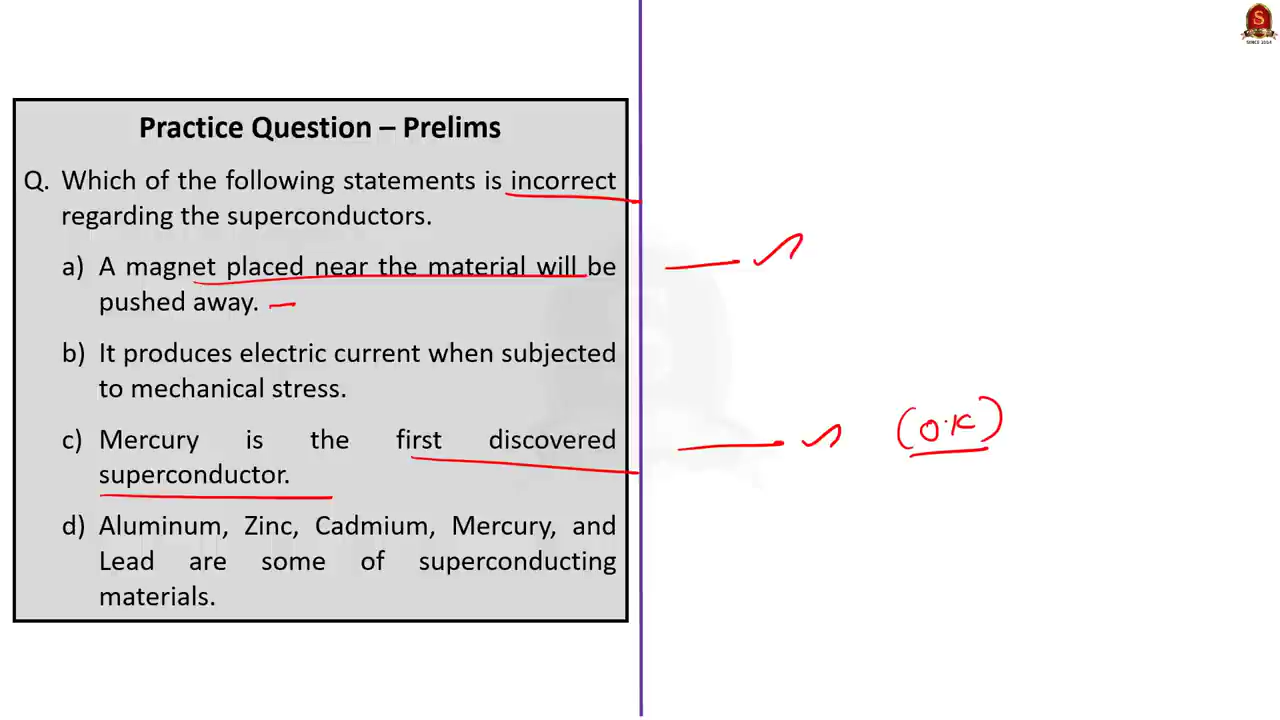 S
SINCE 2014
Practice Question – Prelims
Q. Which of the following statements is incorrect
regarding the superconductors.
a) A magnet placed near the material will be
pushed away.
b) It produces electric current when subjected
to mechanical stress.
c) Mercury is the first discovered
superconductor.
(O.K)
d) Aluminum, Zinc, Cadmium, Mercury, and
Lead are some of superconducting
materials.